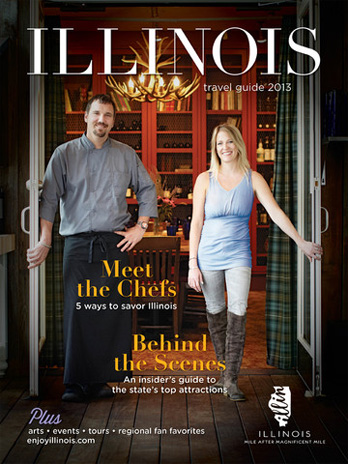 ILLINOIS
travel guide 2013
Meet
the Chefs
5 ways to savor Illinois
Behind
the Scenes
An insider's guide to
the state's top attractions
Plus
arts • events • tours • regional fan favorites
enjoyillinois.com
ILLINOIS
MILE AFTER MAGNIFICENT MILE